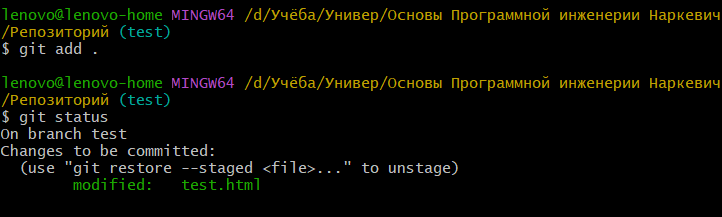 lenovo@lenovo-home MINGW64 /d/Учёба/Универ/Основы Программной инженерии Наркевич
/Репозиторий (test)
$ git add .
lenovo@lenovo-home MINGW64 /d/Учёба/Универ/Основы Программной инженерии Наркевич
/Репозиторий (test)
$ git status
On branch test
Changes to be committed:
  (use "git restore --staged <file>..." to unstage)
        modified:   test.html